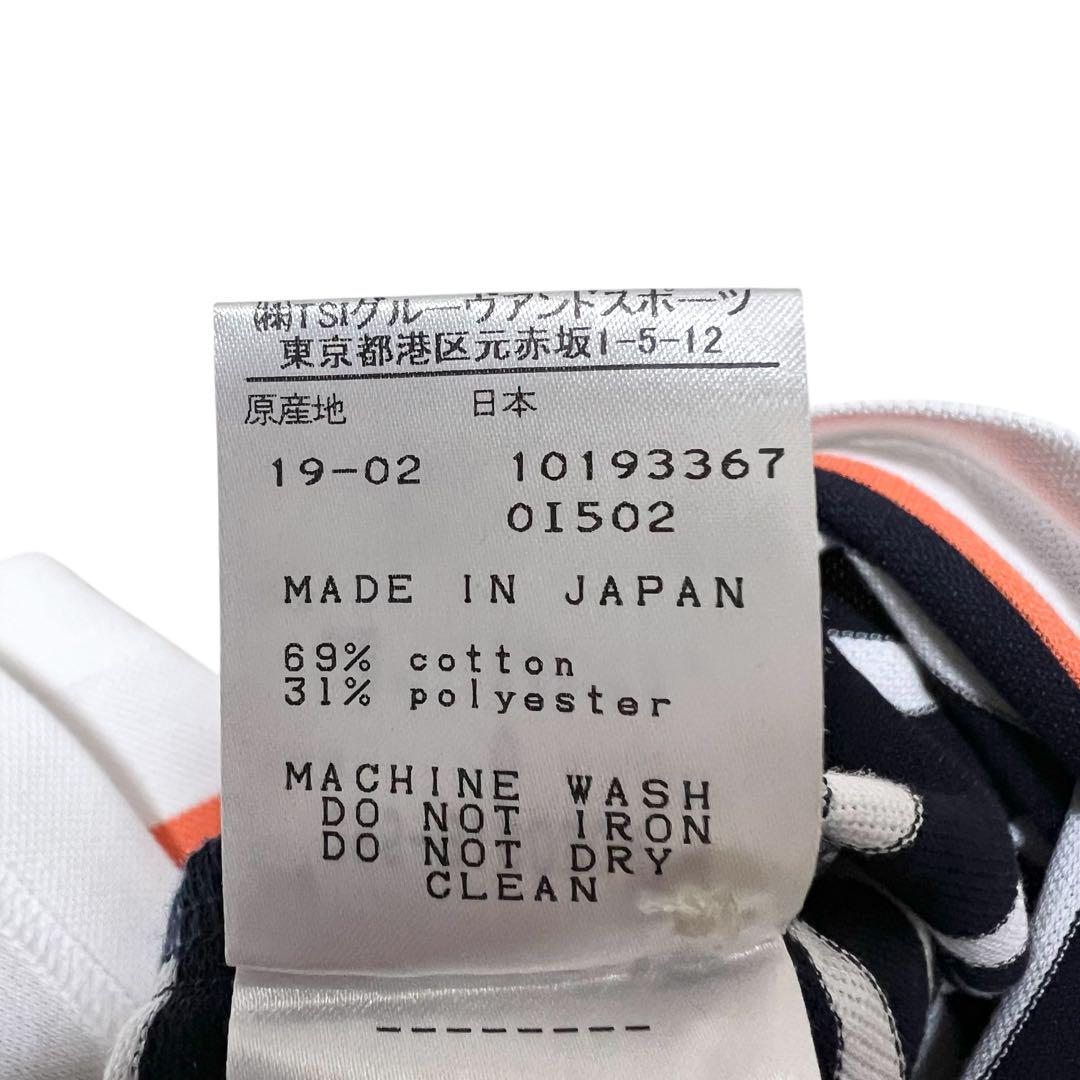 (株)TSIグルーヴアンドスポーツ
東京都港区元赤坂1-5-12
原産地 日本
19-02 10193367
01502
MADE IN JAPAN
69% cotton
31% polyester
MACHINE WASH
DO NOT IRON
DO NOT DRY
CLEAN
---------